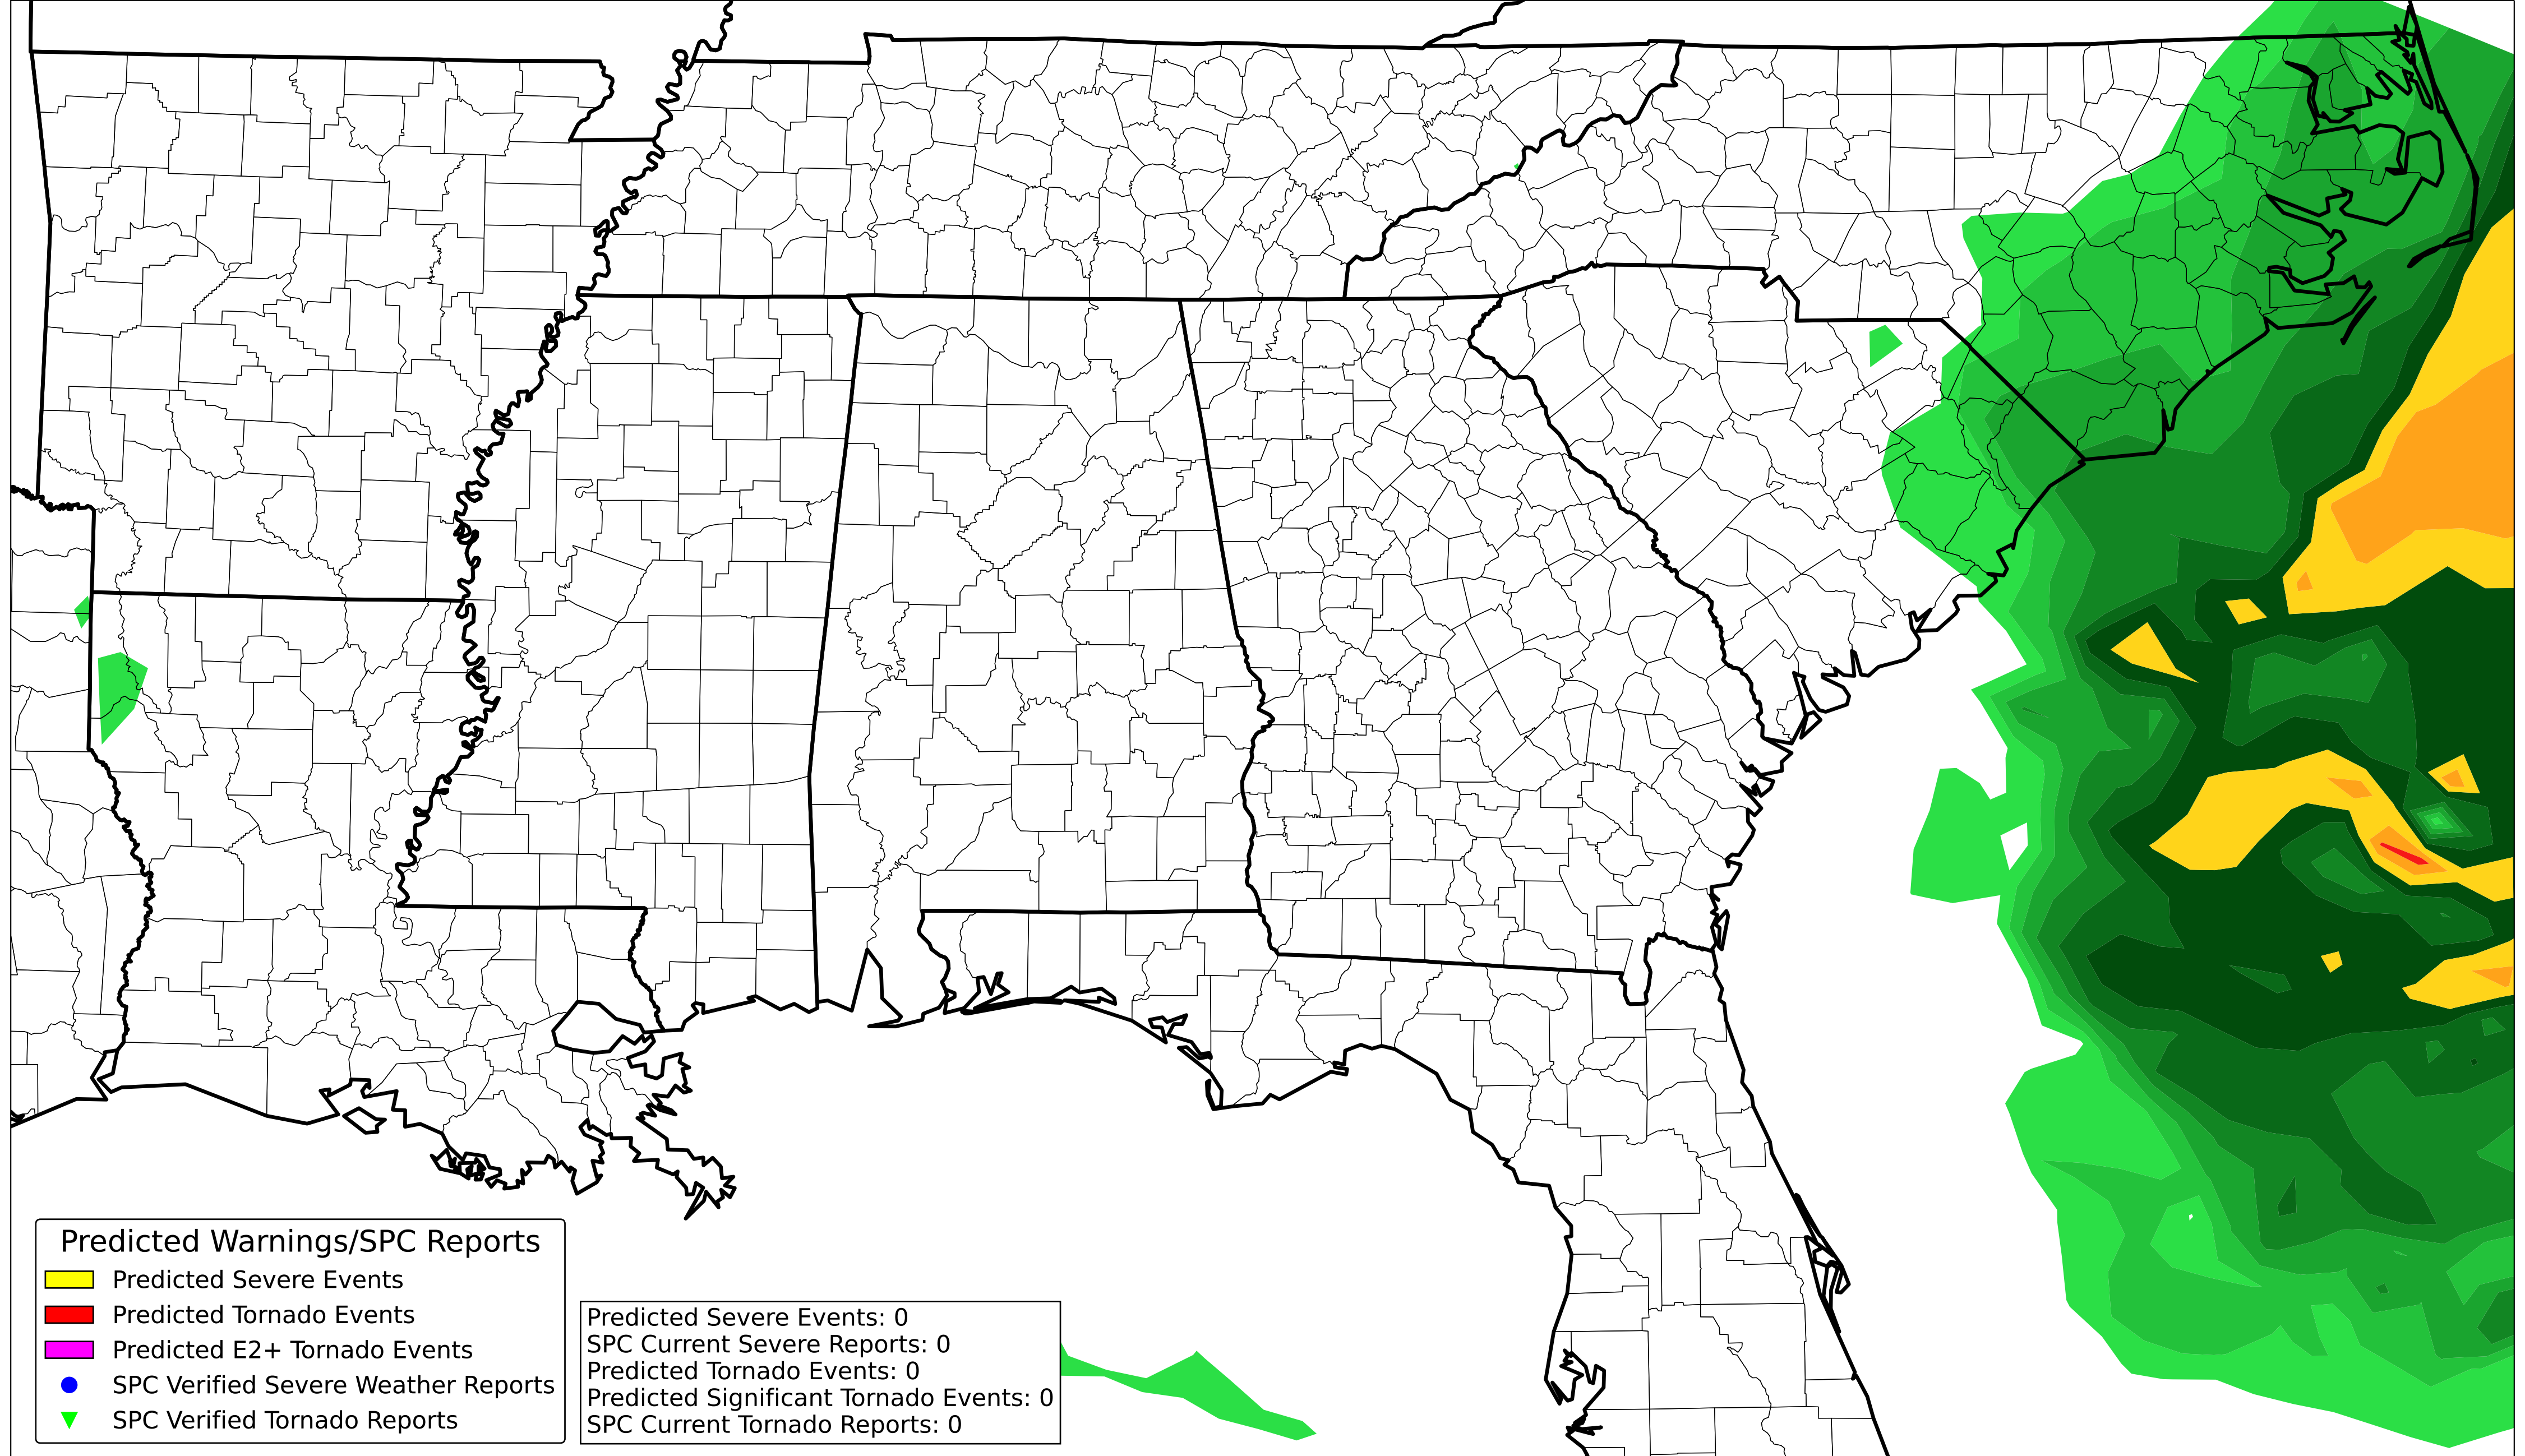 Predicted Warnings/SPC Reports
Predicted Severe Events
Predicted Tornado Events
Predicted E2+ Tornado Events
SPC Verified Severe Weather Reports
SPC Verified Tornado Reports
Predicted Severe Events: 0
SPC Current Severe Reports: 0
Predicted Tornado Events: 0
Predicted Significant Tornado Events: 0
SPC Current Tornado Reports: 0